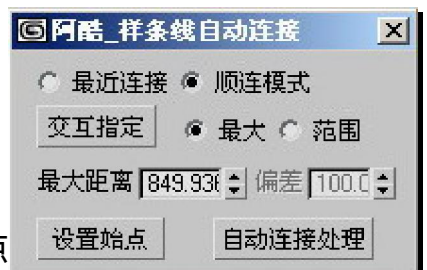 阿酷_样条线自动连接
最近连接 顺连模式
交互指定 最大 范围
最大距离 849.936 偏差 100.0
设置始点 自动连接处理